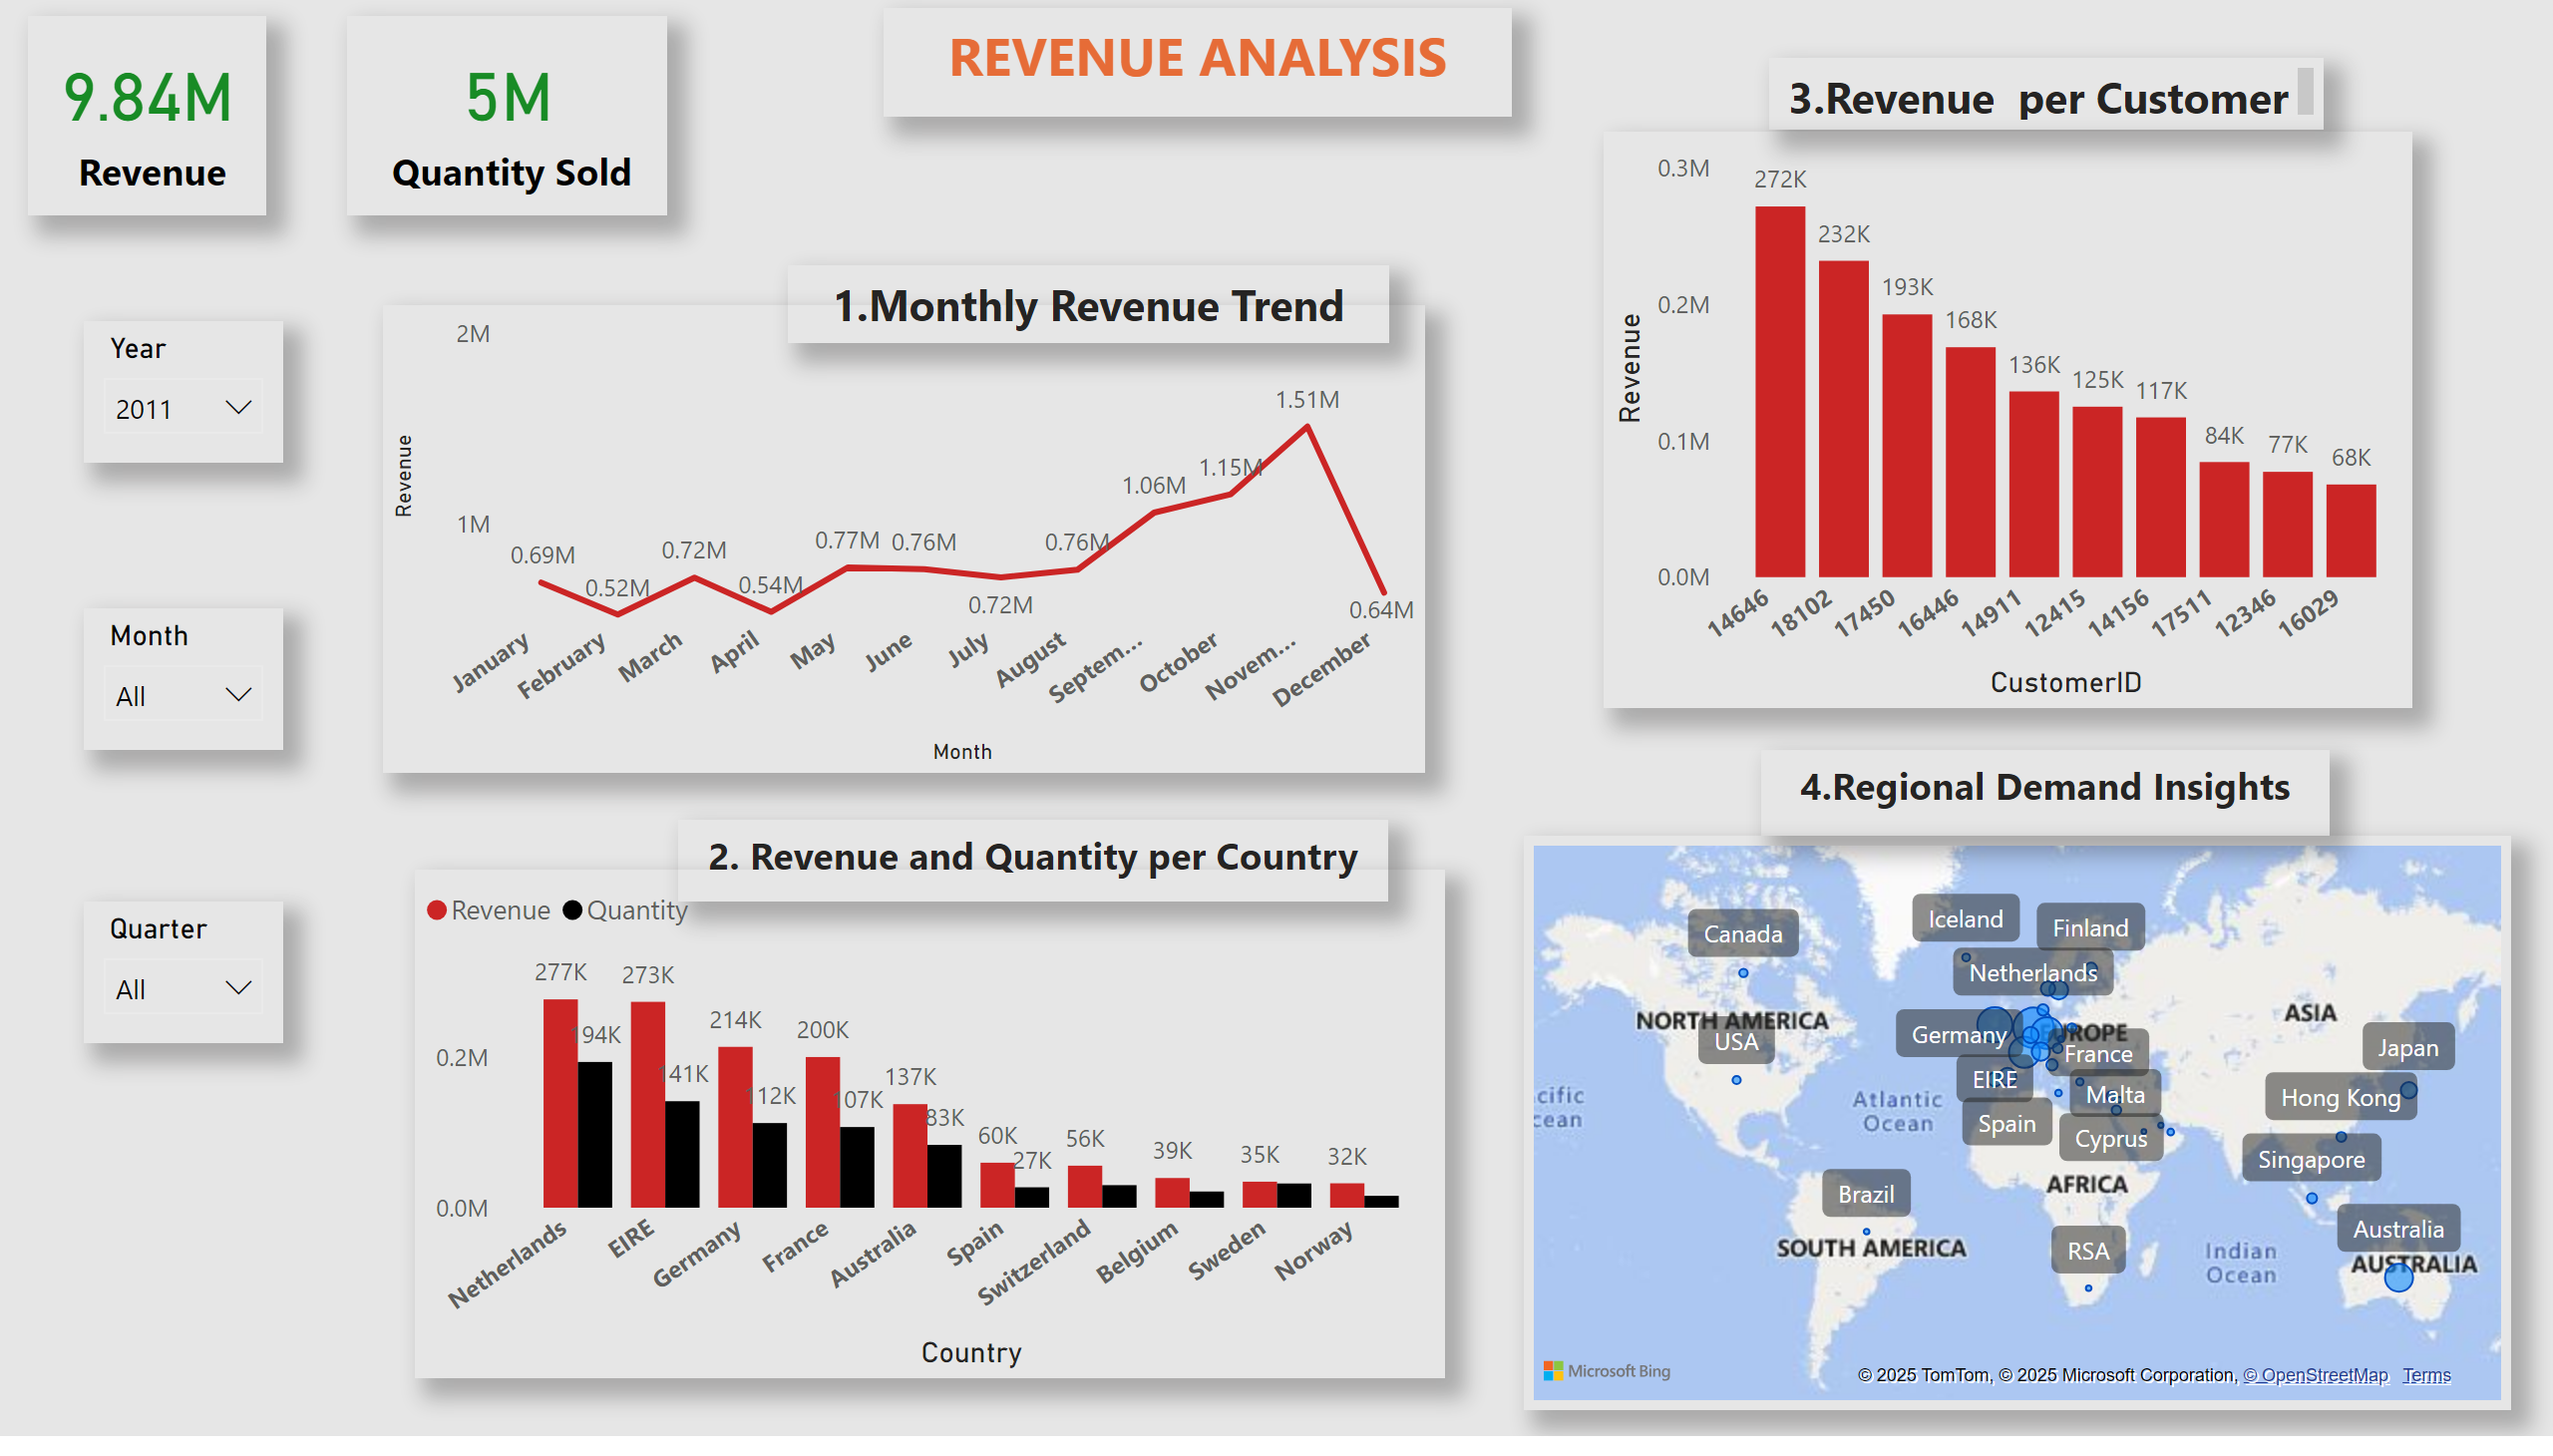 9.84M
Revenue
5M
Quantity Sold
REVENUE ANALYSIS
Year
2011
Month
All
Quarter
All
1.Monthly Revenue Trend
2M
1M
Revenue
0.69M
0.52M
0.72M
0.54M
0.77M
0.76M
0.72M
0.76M
1.06M
1.15M
1.51M
0.64M
January
February
March
April
May
June
July
August
Septem...
October
Novem...
December
Month
2. Revenue and Quantity per Country
Revenue Quantity
0.2M
0.0M
277K
194K
273K
141K
214K
112K
200K
107K
137K
83K
60K
27K
56K
39K
35K
32K
Netherlands
EIRE
Germany
France
Australia
Spain
Switzerland
Belgium
Sweden
Norway
Country
3.Revenue per Customer
0.3M
0.2M
0.1M
0.0M
Revenue
272K
232K
193K
168K
136K
125K
117K
84K
77K
68K
14646
18102
17450
16446
14911
12415
14156
17511
12346
16029
CustomerID
4.Regional Demand Insights
Canada
Iceland
Finland
Netherlands
NORTH AMERICA
USA
Germany
EUROPE
France
ASIA
Japan
EIRE
Malta
Hong Kong
cific
cean
Atlantic
Ocean
Spain
Cyprus
Singapore
Brazil
AFRICA
Australia
SOUTH AMERICA
RSA
Indian
Ocean
AUSTRALIA
Microsoft Bing
© 2025 TomTom, © 2025 Microsoft Corporation, © OpenStreetMap Terms